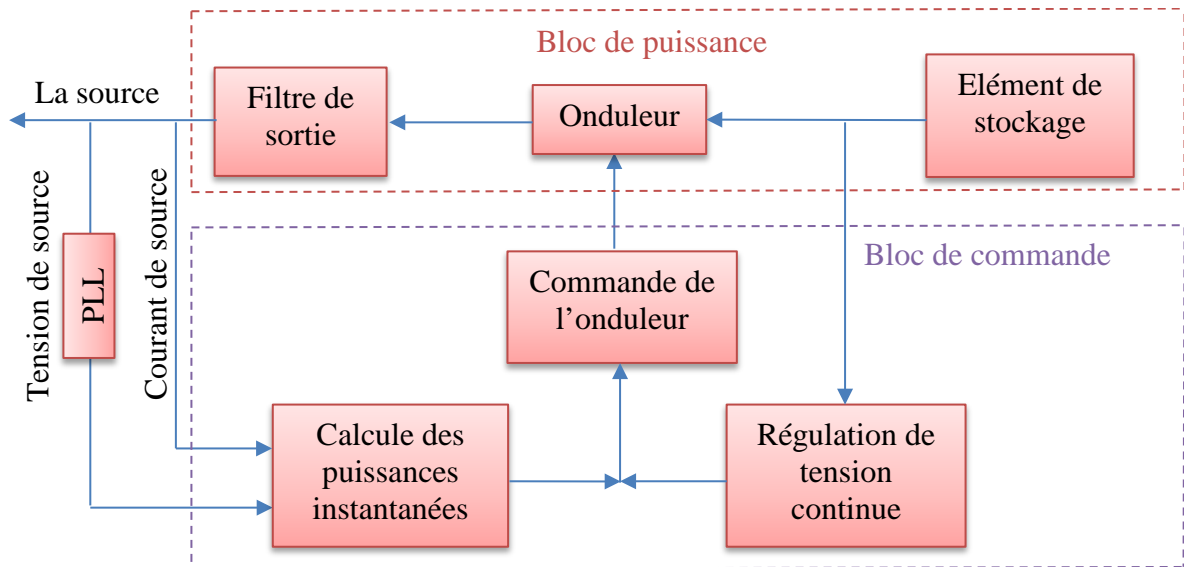 Bloc de puissance
La source
Filtre de
sortie
Onduleur
Elément de
stockage
Tension de source
PLL
Courant de source
Bloc de commande
Commande de
l’onduleur
Calcule des
puissances
instantanées
Régulation de
tension
continue